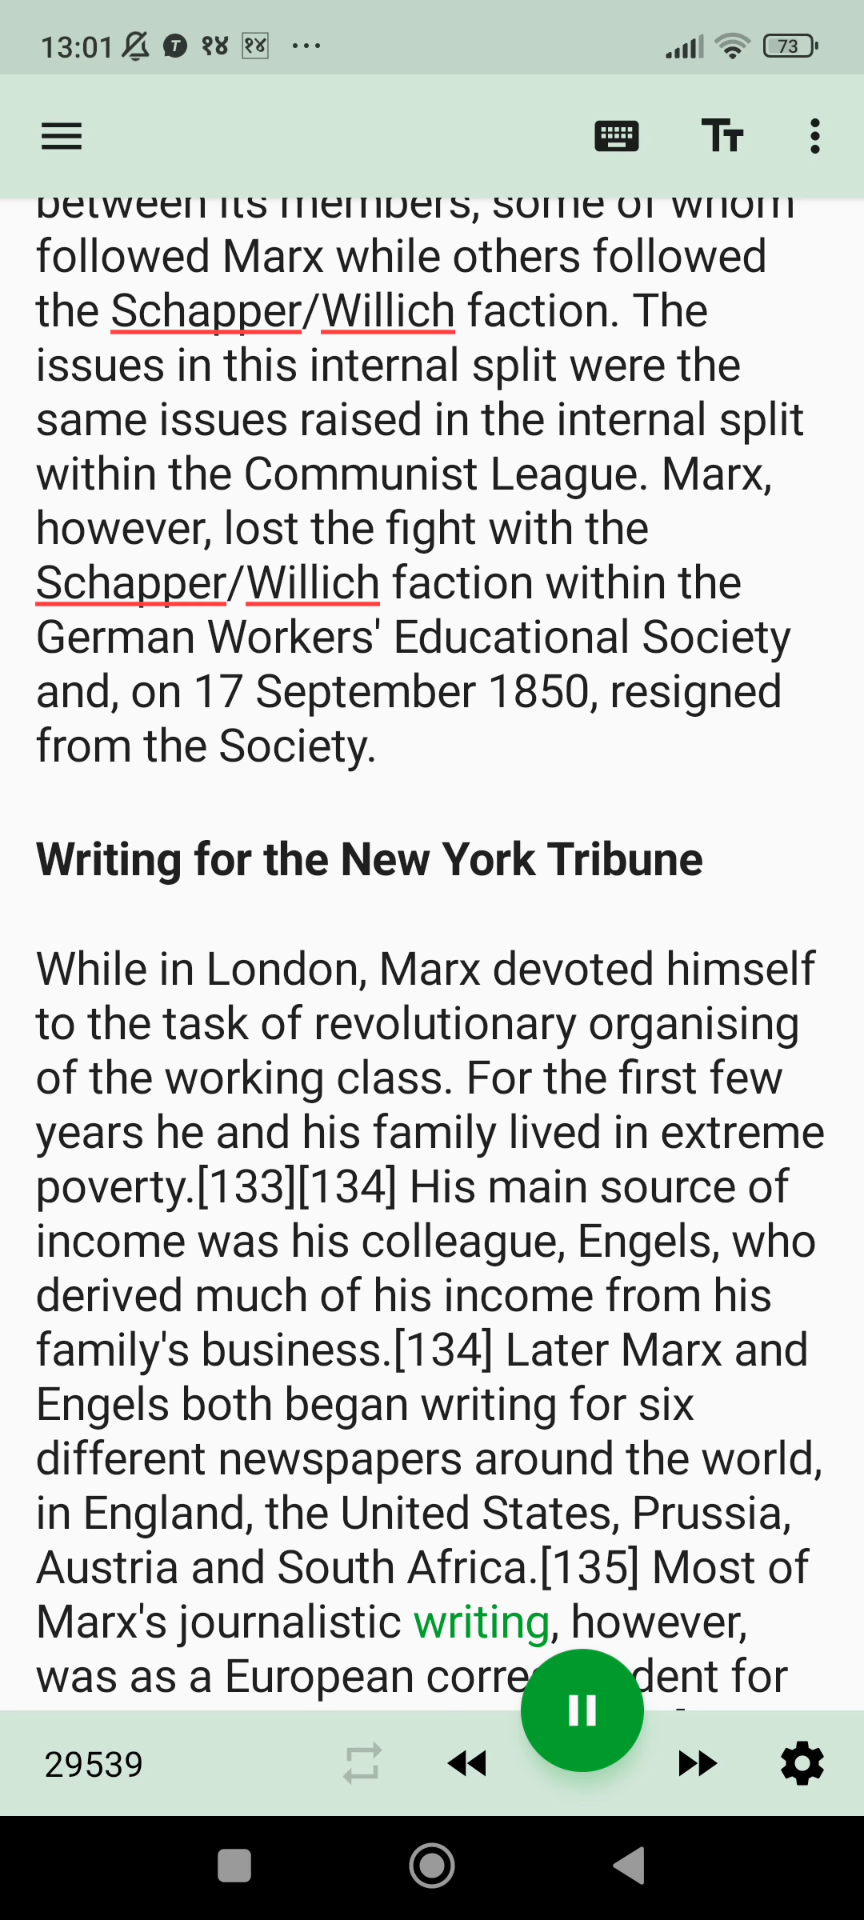 13:01 T १४ १४ ...
73
TT
between its members, some of whom
followed Marx while others followed
the Schapper/Willich faction. The
issues in this internal split were the
same issues raised in the internal split
within the Communist League. Marx,
however, lost the fight with the
Schapper/Willich faction within the
German Workers' Educational Society
and, on 17 September 1850, resigned
from the Society.
Writing for the New York Tribune
While in London, Marx devoted himself
to the task of revolutionary organising
of the working class. For the first few
years he and his family lived in extreme
poverty.[133][134] His main source of
income was his colleague, Engels, who
derived much of his income from his
family's business.[134] Later Marx and
Engels both began writing for six
different newspapers around the world,
in England, the United States, Prussia,
Austria and South Africa.[135] Most of
Marx's journalistic writing, however,
was as a European corre dent for
29539